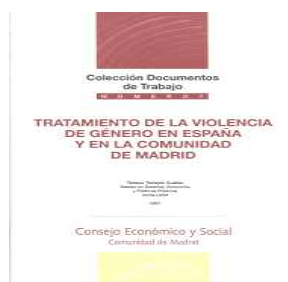 Colección Documentos
de Trabajo
TRATAMIENTO DE LA VIOLENCIA
DE GÉNERO EN ESPAÑA
Y EN LA COMUNIDAD
DE MADRID
Consejo Económico y Social
Comunidad de Madrid